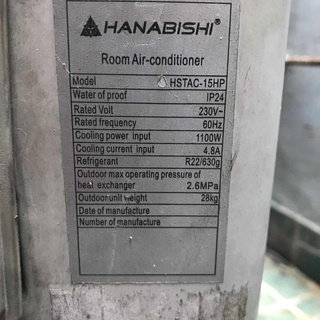 HANABISHI
Room Air-conditioner
Model HSTAC-15HP
Water of proof IP24
Rated Volt 230V~
Rated frequency 60Hz
Cooling power input 1100W
Cooling current input 4.8A
Refrigerant R22/630g
Outdoor max operating pressure of
heat exchanger 2.6MPa
Outdoor unit weight 28kg
Date of manufacture
Number of manufacture